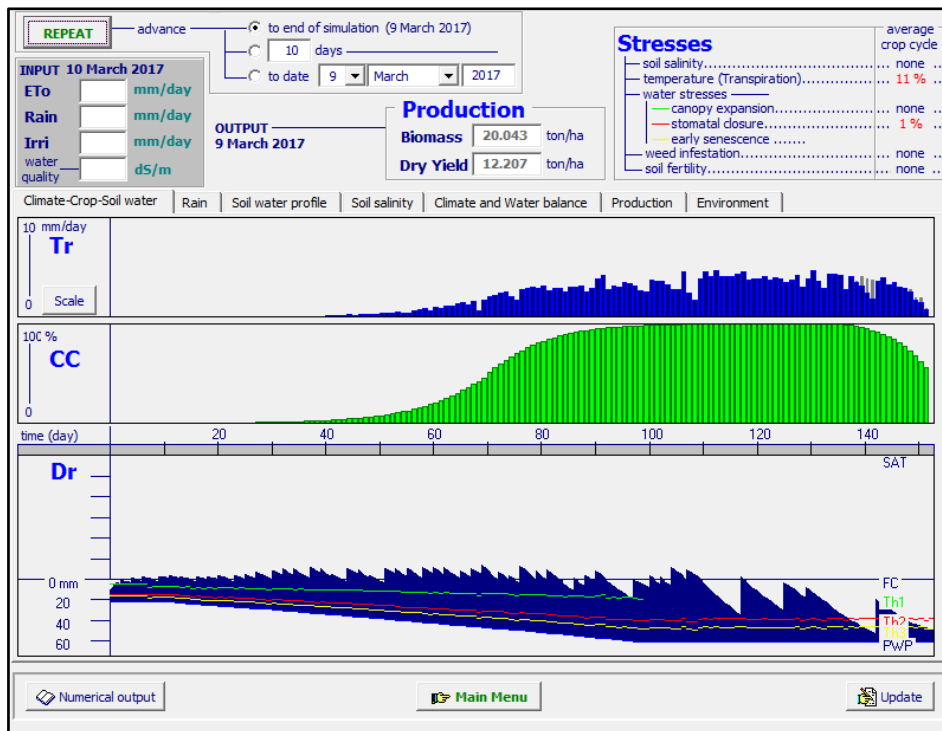 REPEAT
advance
to end of simulation (9 March 2017)
10 days
to date 9 March 2017
INPUT 10 March 2017
ETo mm/day
Rain mm/day
Irri mm/day
water quality dS/m
OUTPUT
9 March 2017
Production
Biomass 20.043 ton/ha
Dry Yield 12.207 ton/ha
Stresses
average
crop cycle
soil salinity.................... ... none ..
temperature (Transpiration)...... ... 11 % ..
water stresses
canopy expansion............... none
stomatal closure............... 1 %
early senescence .......
weed infestation.................. ... none ..
soil fertility.................... ... none ..
Climate-Crop-Soil water Rain Soil water profile Soil salinity Climate and Water balance Production Environment
10 mm/day
Tr
0
Scale
100 %
CC
0
time (day) 20 40 60 80 100 120 140
Dr
SAT
0 mm FC
20 Th1
40 Th2
Th3
60 PWP
Numerical output Main Menu Update